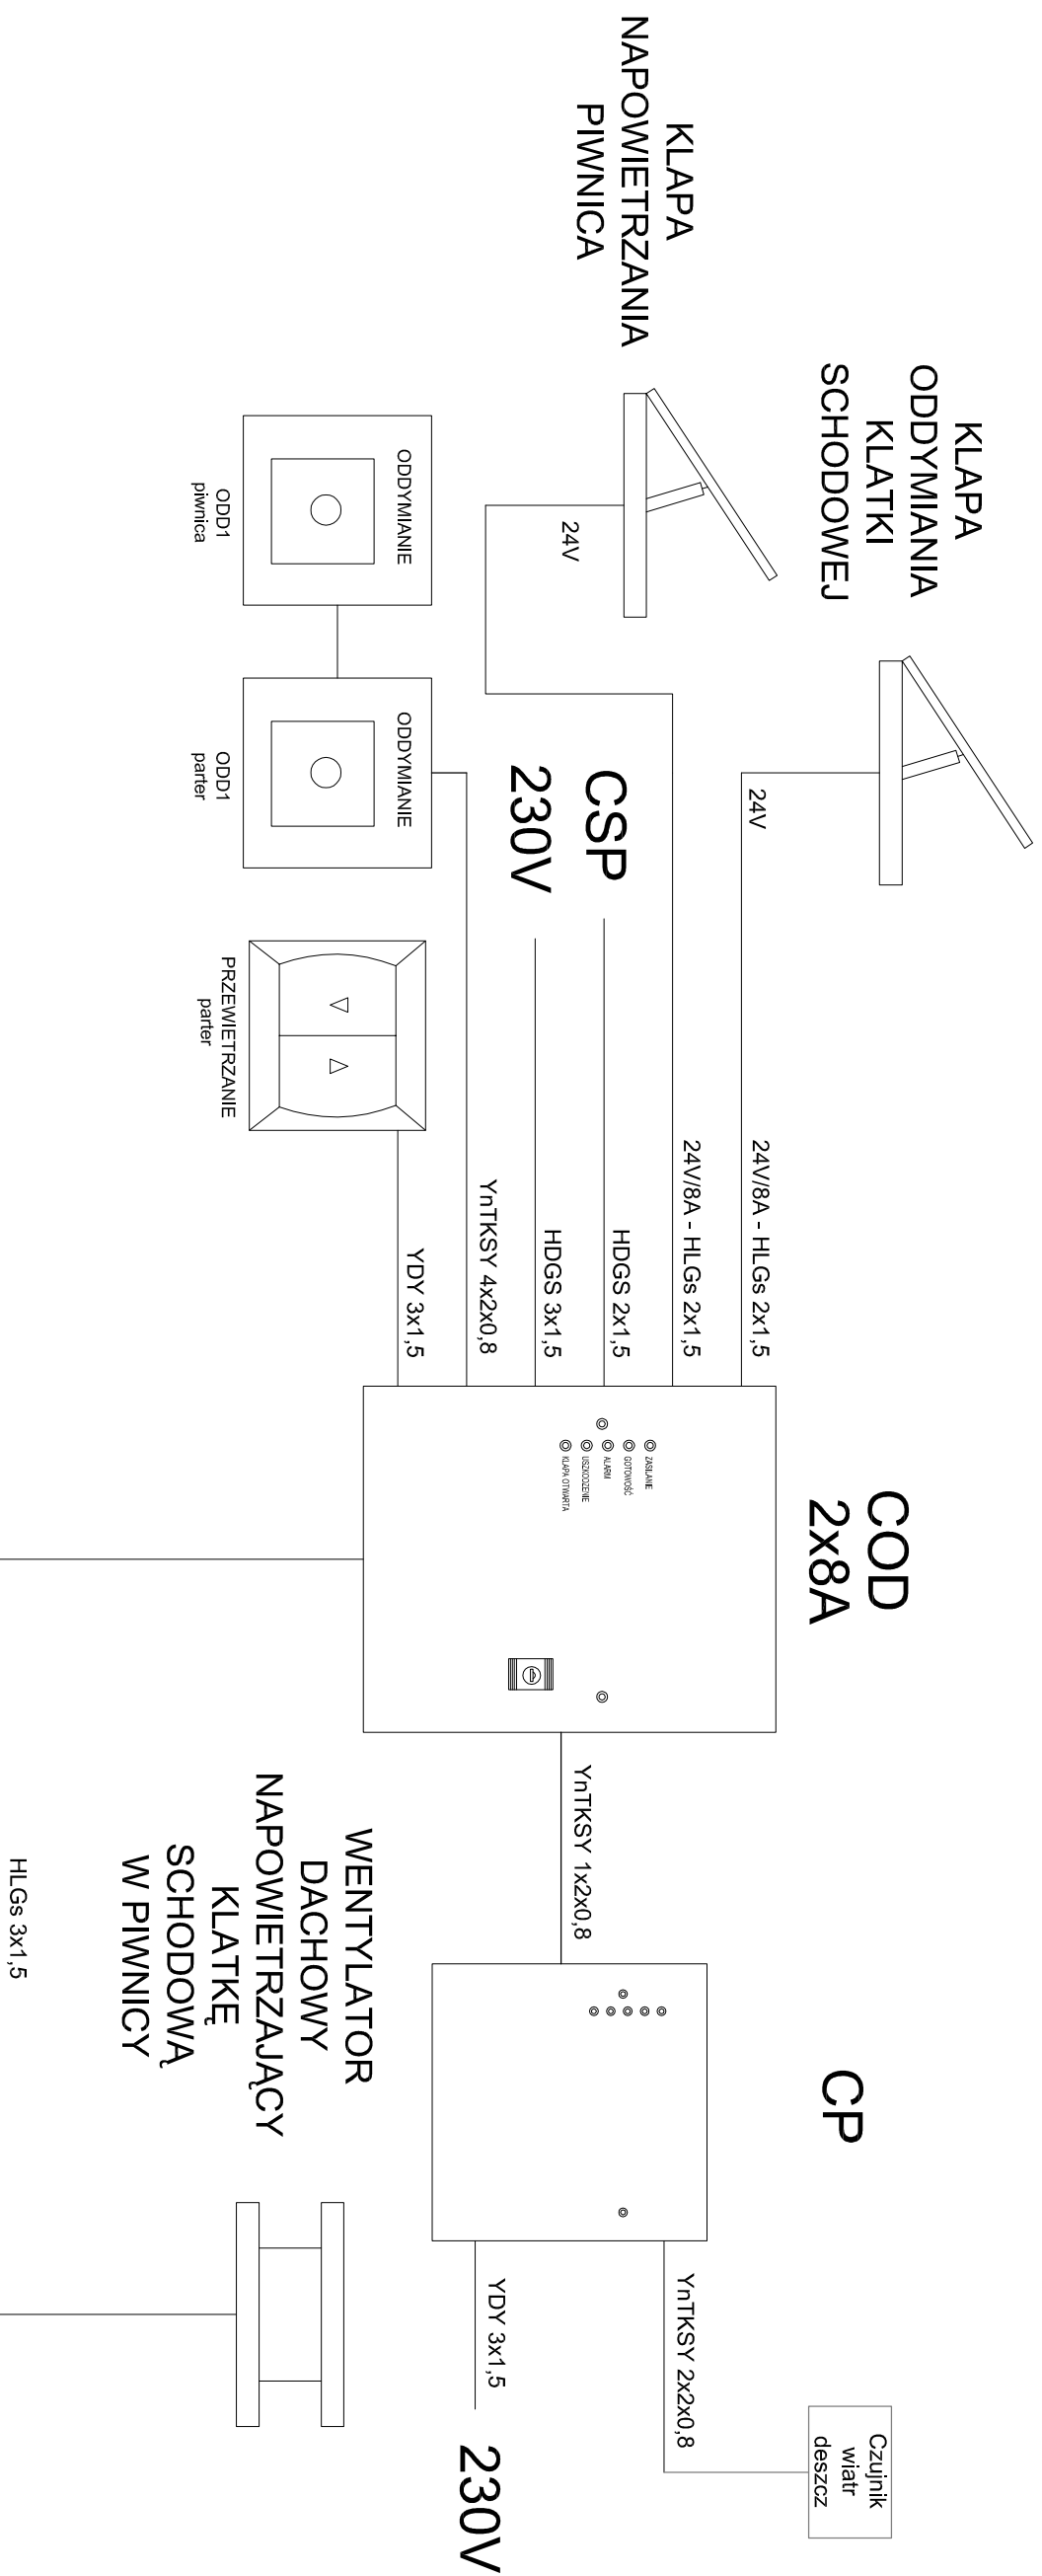 KLAPA
ODDYMIANIA
KLATKI
SCHODOWEJ
KLAPA
NAPOWIETRZANIA
PIWNICA
24V
24V
24V/8A - HLGs 2x1,5
24V/8A - HLGs 2x1,5
CSP
HDGS 2x1,5
230V
HDGS 3x1,5
YnTKSY 4x2x0,8
YDY 3x1,5
ODDYMIANIE
ODD1
piwnica
ODDYMIANIE
ODD1
parter
PRZEWIETRZANIE
parter
COD
2x8A
ZASILANIE
GOTOWOŚĆ
ALARM
USZKODZENIE
KLAPA OTWARTA
YnTKSY 1x2x0,8
CP
YnTKSY 2x2x0,8
YDY 3x1,5
230V
Czujnik
wiatr
deszcz
WENTYLATOR
DACHOWY
NAPOWIETRZAJĄCY
KLATKĘ
SCHODOWĄ
W PIWNICY
HLGs 3x1,5